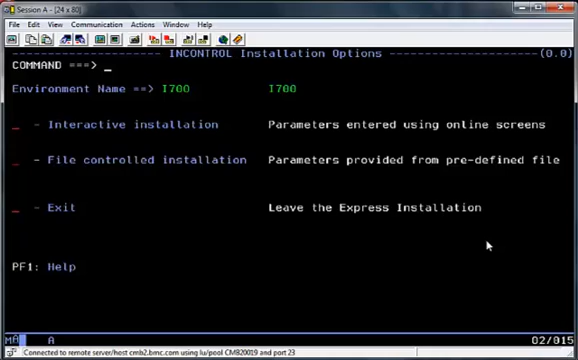 Session A - [24 x 80]
File Edit View Communication Actions Window Help
INCONTROL Installation Options (0.0)
COMMAND ===> _
Environment Name ==> I700 I700
_ - Interactive installation Parameters entered using online screens
_ - File controlled installation Parameters provided from pre-defined file
_ - Exit Leave the Express Installation
PF1: Help
MA A 02/015
Connected to remote server/host cmb2.bmc.com using lu/pool CMB20019 and port 23